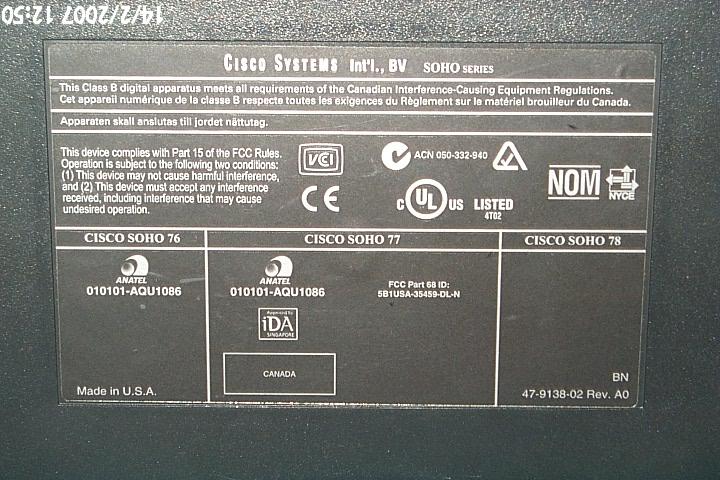 14/2/2007 12:50
CISCO SYSTEMS Int'l., BV SOHO SERIES
This Class B digital apparatus meets all requirements of the Canadian Interference-Causing Equipment Regulations.
Cet appareil numérique de la classe B respecte toutes les exigences du Règlement sur la matériel brouilleur du Canada.
Apparaten skall anslutas till jordet nättutag.
This device complies with Part 15 of the FCC Rules.
Operation is subject to the following two conditions:
(1) This device may not cause harmful interference,
and (2) This device must accept any interference
received, including interference that may cause
undesired operation.
VCI
CE
ACN 050-332-940
C UL US LISTED
4T02
NOM
NYCE
CISCO SOHO 76
ANATEL
010101-AQU1086
Made in U.S.A.
CISCO SOHO 77
ANATEL
010101-AQU1086
FCC Part 68 ID:
5B1USA-35459-DL-N
Approved by
iDA
SINGAPORE
CANADA
CISCO SOHO 78
BN
47-9138-02 Rev. A0